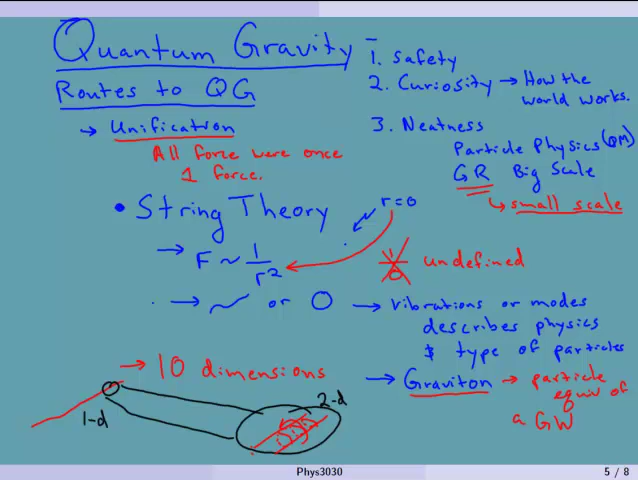 Quantum Gravity
Routes to QG
→ Unification
All force were once
1 force.
1. Safety
2. Curiosity → How the
world works.
3. Neatness
Particle Physics (QM)
GR Big Scale
↳ small scale
• String Theory
→ F ~ 1/r²
r=0
1/0 undefined
→ ~ or O → Vibrations or modes
describes physics
& type of particles
→ 10 dimensions
→ Graviton → particle
equiv of
a GW
1-d
2-d
Phys3030
5 / 8